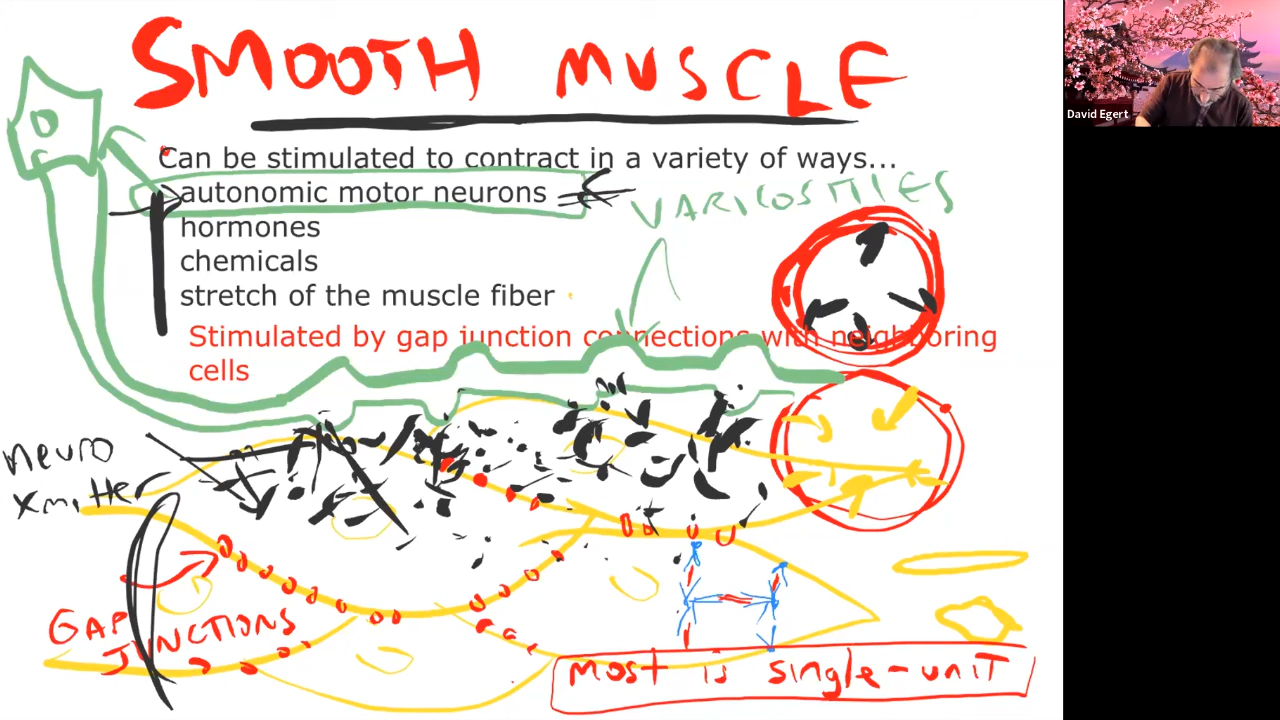 SMOOTH MUSCLE
Can be stimulated to contract in a variety of ways...
autonomic motor neurons
VARICOSITIES
hormones
chemicals
stretch of the muscle fiber
Stimulated by gap junction connections with neighboring
cells
neuro
xmitter
GAP
JUNCTIONS
most is single-unit
David Egert